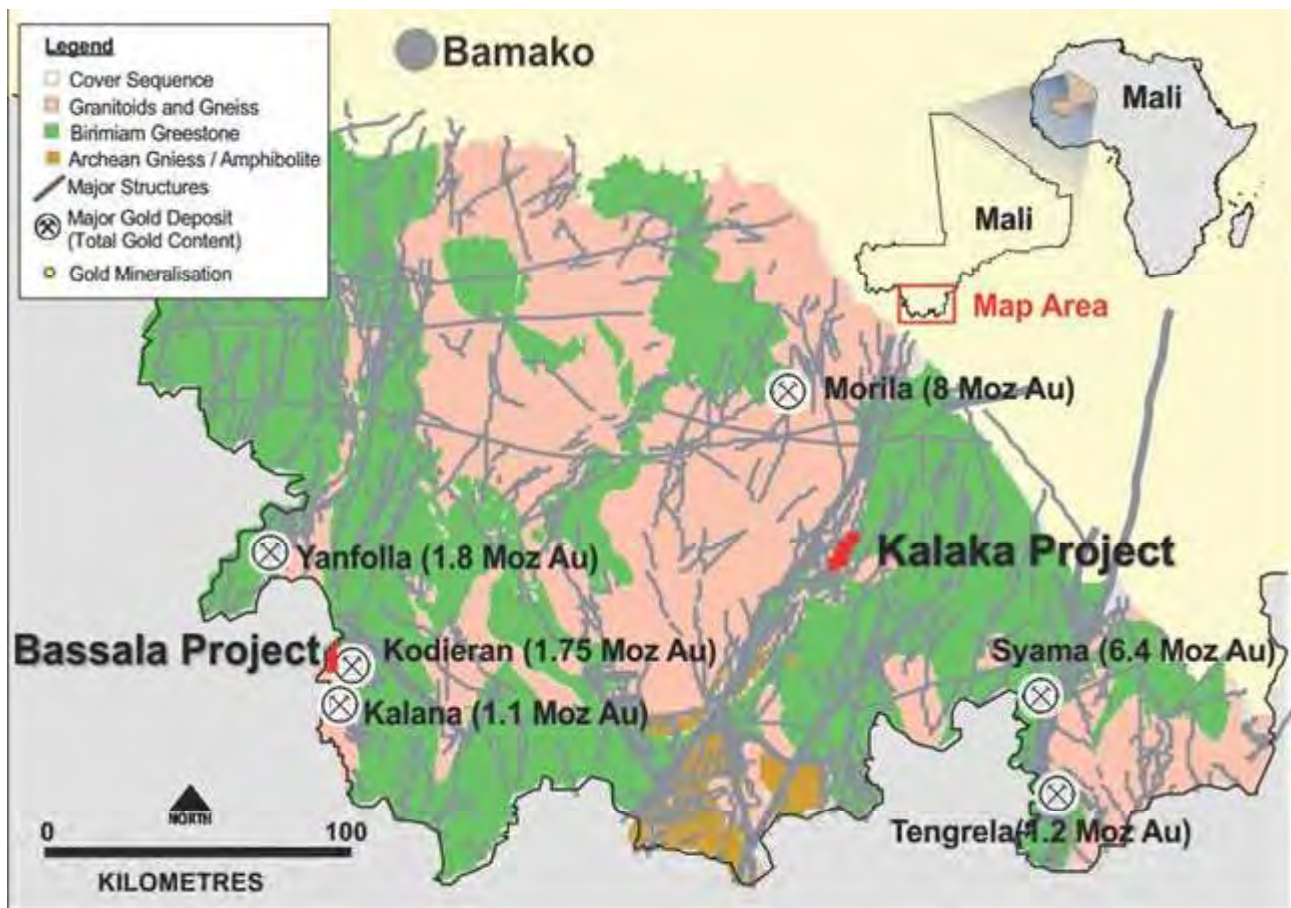 Legend
Cover Sequence
Granitoids and Gneiss
Birimiam Greestone
Archean Gniess / Amphibolite
Major Structures
Major Gold Deposit
(Total Gold Content)
Gold Mineralisation
Bamako
Mali
Mali
Map Area
Morila (8 Moz Au)
Yanfolla (1.8 Moz Au)
Kalaka Project
Bassala Project
Kodieran (1.75 Moz Au)
Syama (6.4 Moz Au)
Kalana (1.1 Moz Au)
Tengrela(1.2 Moz Au)
NORTH
0 100
KILOMETRES